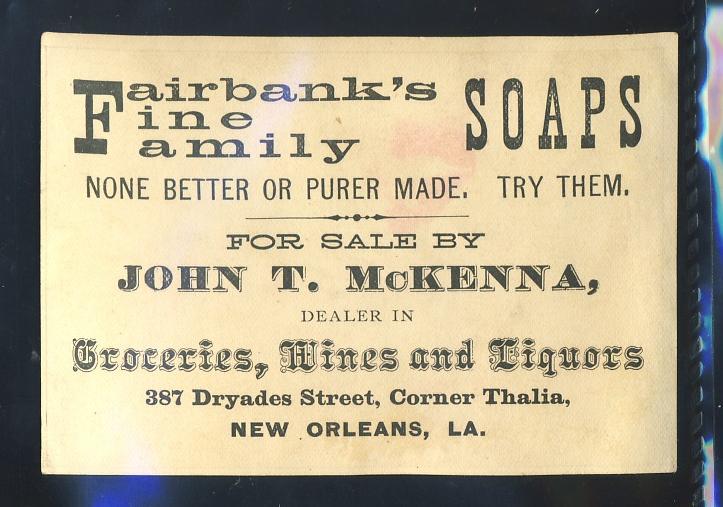 Fairbank's
Fine
Family
SOAPS
NONE BETTER OR PURER MADE. TRY THEM.
FOR SALE BY
JOHN T. McKENNA,
DEALER IN
Groceries, Wines and Liquors
387 Dryades Street, Corner Thalia,
NEW ORLEANS, LA.